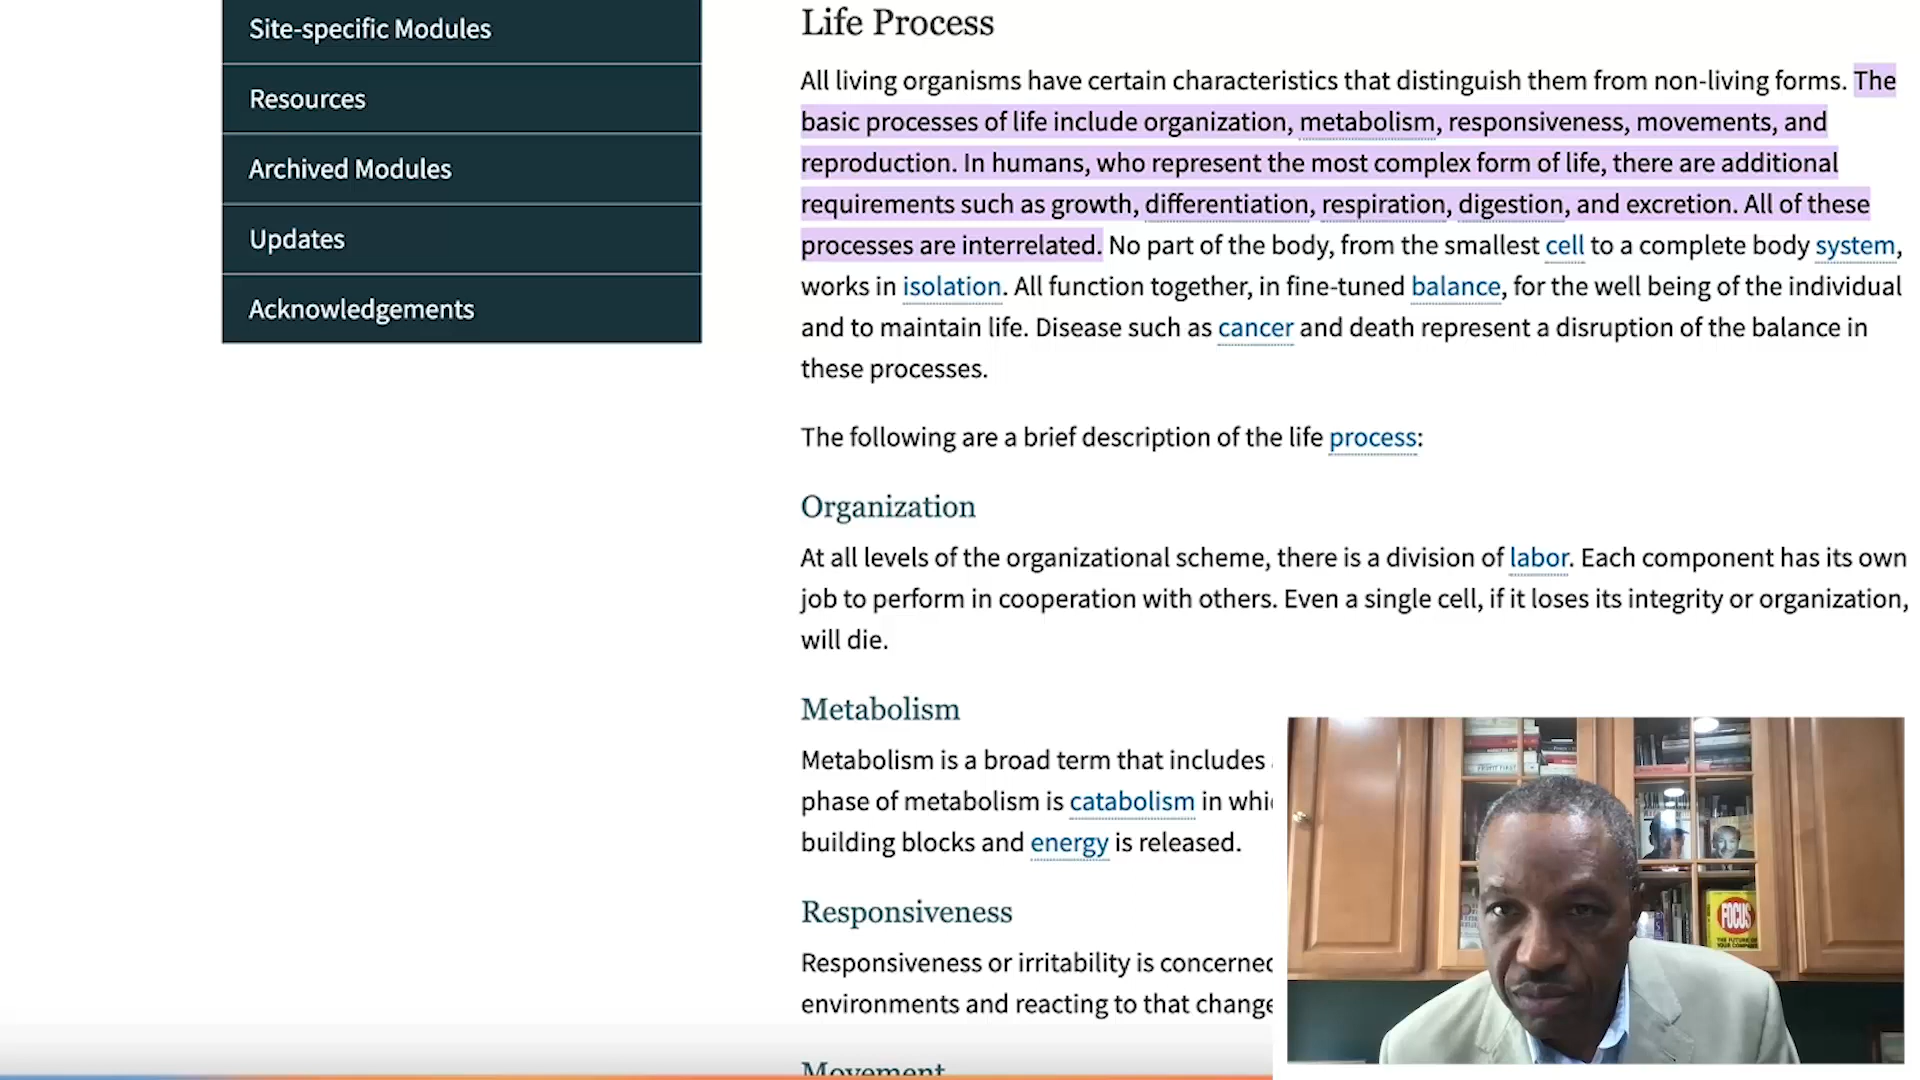 Site-specific Modules
Resources
Archived Modules
Updates
Acknowledgements
Life Process
All living organisms have certain characteristics that distinguish them from non-living forms. The
basic processes of life include organization, metabolism, responsiveness, movements, and
reproduction. In humans, who represent the most complex form of life, there are additional
requirements such as growth, differentiation, respiration, digestion, and excretion. All of these
processes are interrelated. No part of the body, from the smallest cell to a complete body system,
works in isolation. All function together, in fine-tuned balance, for the well being of the individual
and to maintain life. Disease such as cancer and death represent a disruption of the balance in
these processes.
The following are a brief description of the life process:
Organization
At all levels of the organizational scheme, there is a division of labor. Each component has its own
job to perform in cooperation with others. Even a single cell, if it loses its integrity or organization,
will die.
Metabolism
Metabolism is a broad term that includes
phase of metabolism is catabolism in whi
building blocks and energy is released.
Responsiveness
Responsiveness or irritability is concerned
environments and reacting to that change
Movement
FOCUS
THE FUTURE OF
YOUR COMPANY